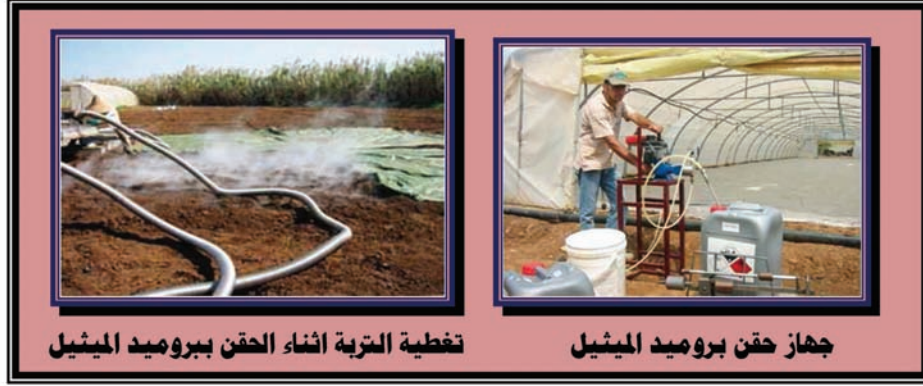 جهاز حقن بروميد الميثيل
تغطية التربة اثناء الحقن ببروميد الميثيل